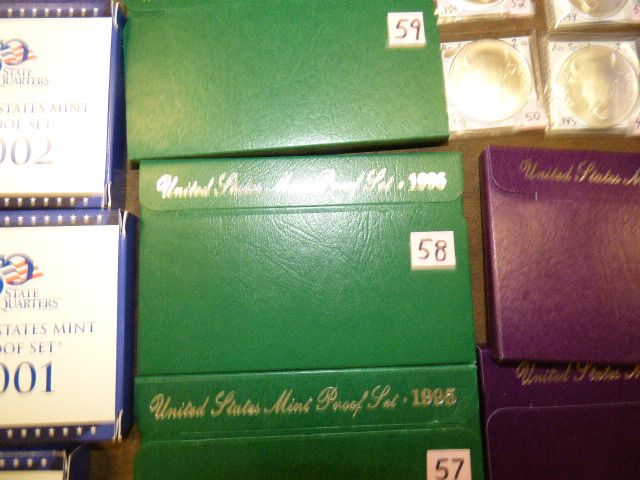 59
STATE
QUARTERS
STATES MINT
OOF SET
002
United States Mint Proof Set · 1996
58
STATE
QUARTERS
STATES MINT
OOF SET
001
United States Mint Proof Set · 1995
57
United States
United States
50
52